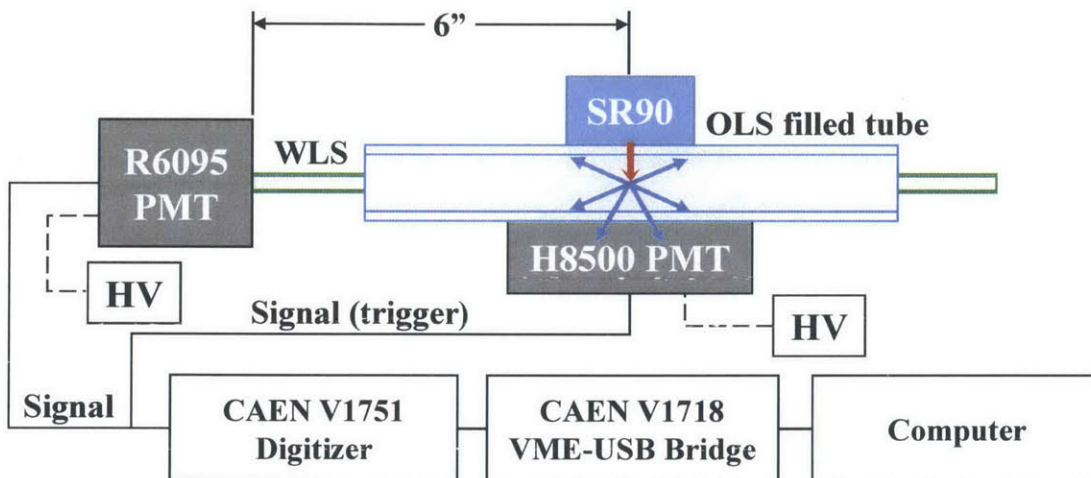 6”
SR90
OLS filled tube
WLS
R6095
PMT
H8500 PMT
HV
Signal (trigger)
HV
Signal
CAEN V1751
Digitizer
CAEN V1718
VME-USB Bridge
Computer